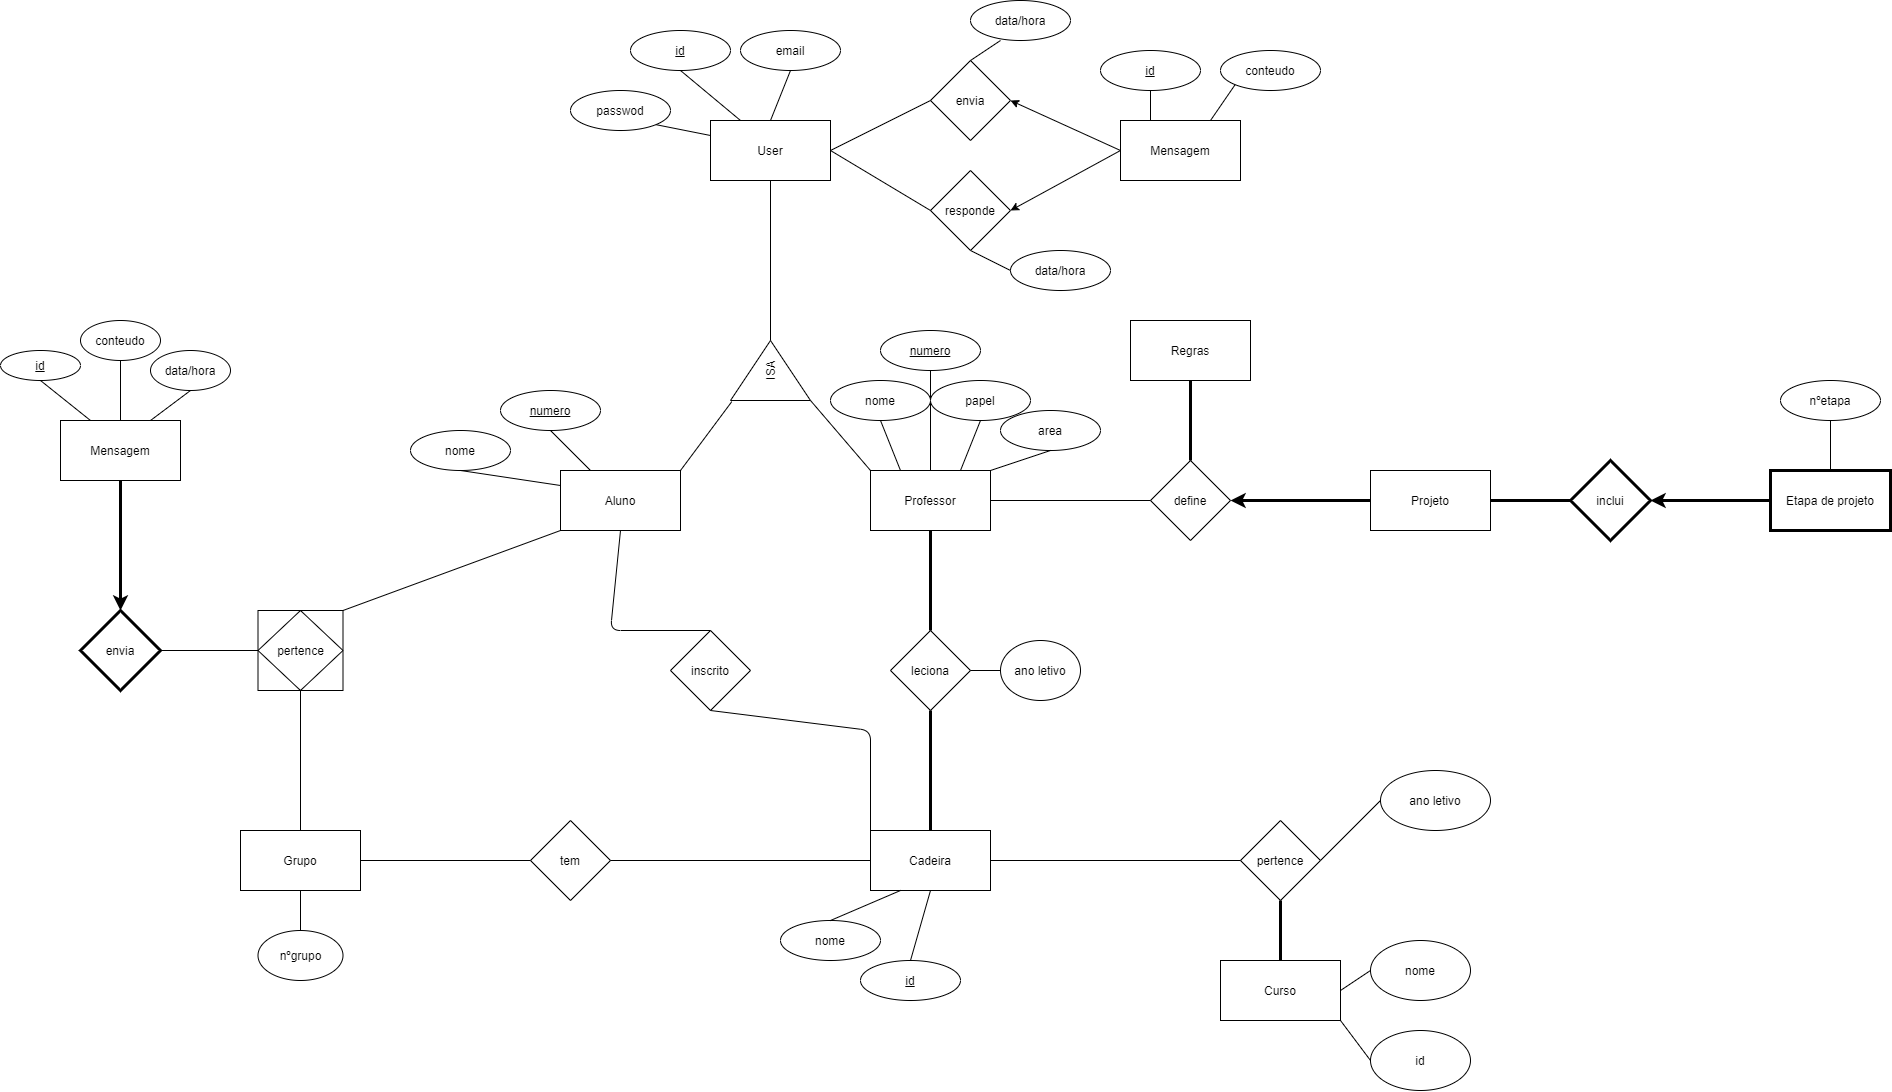 data/hora
id
email
id
conteudo
passwod
envia
User
Mensagem
responde
data/hora
conteudo
id
data/hora
ISA
numero
Regras
nome
papel
numero
area
nºetapa
nome
Mensagem
Aluno
Professor
define
Projeto
inclui
Etapa de projeto
envia
pertence
inscrito
leciona
ano letivo
ano letivo
Grupo
tem
Cadeira
pertence
nome
nºgrupo
id
nome
Curso
id